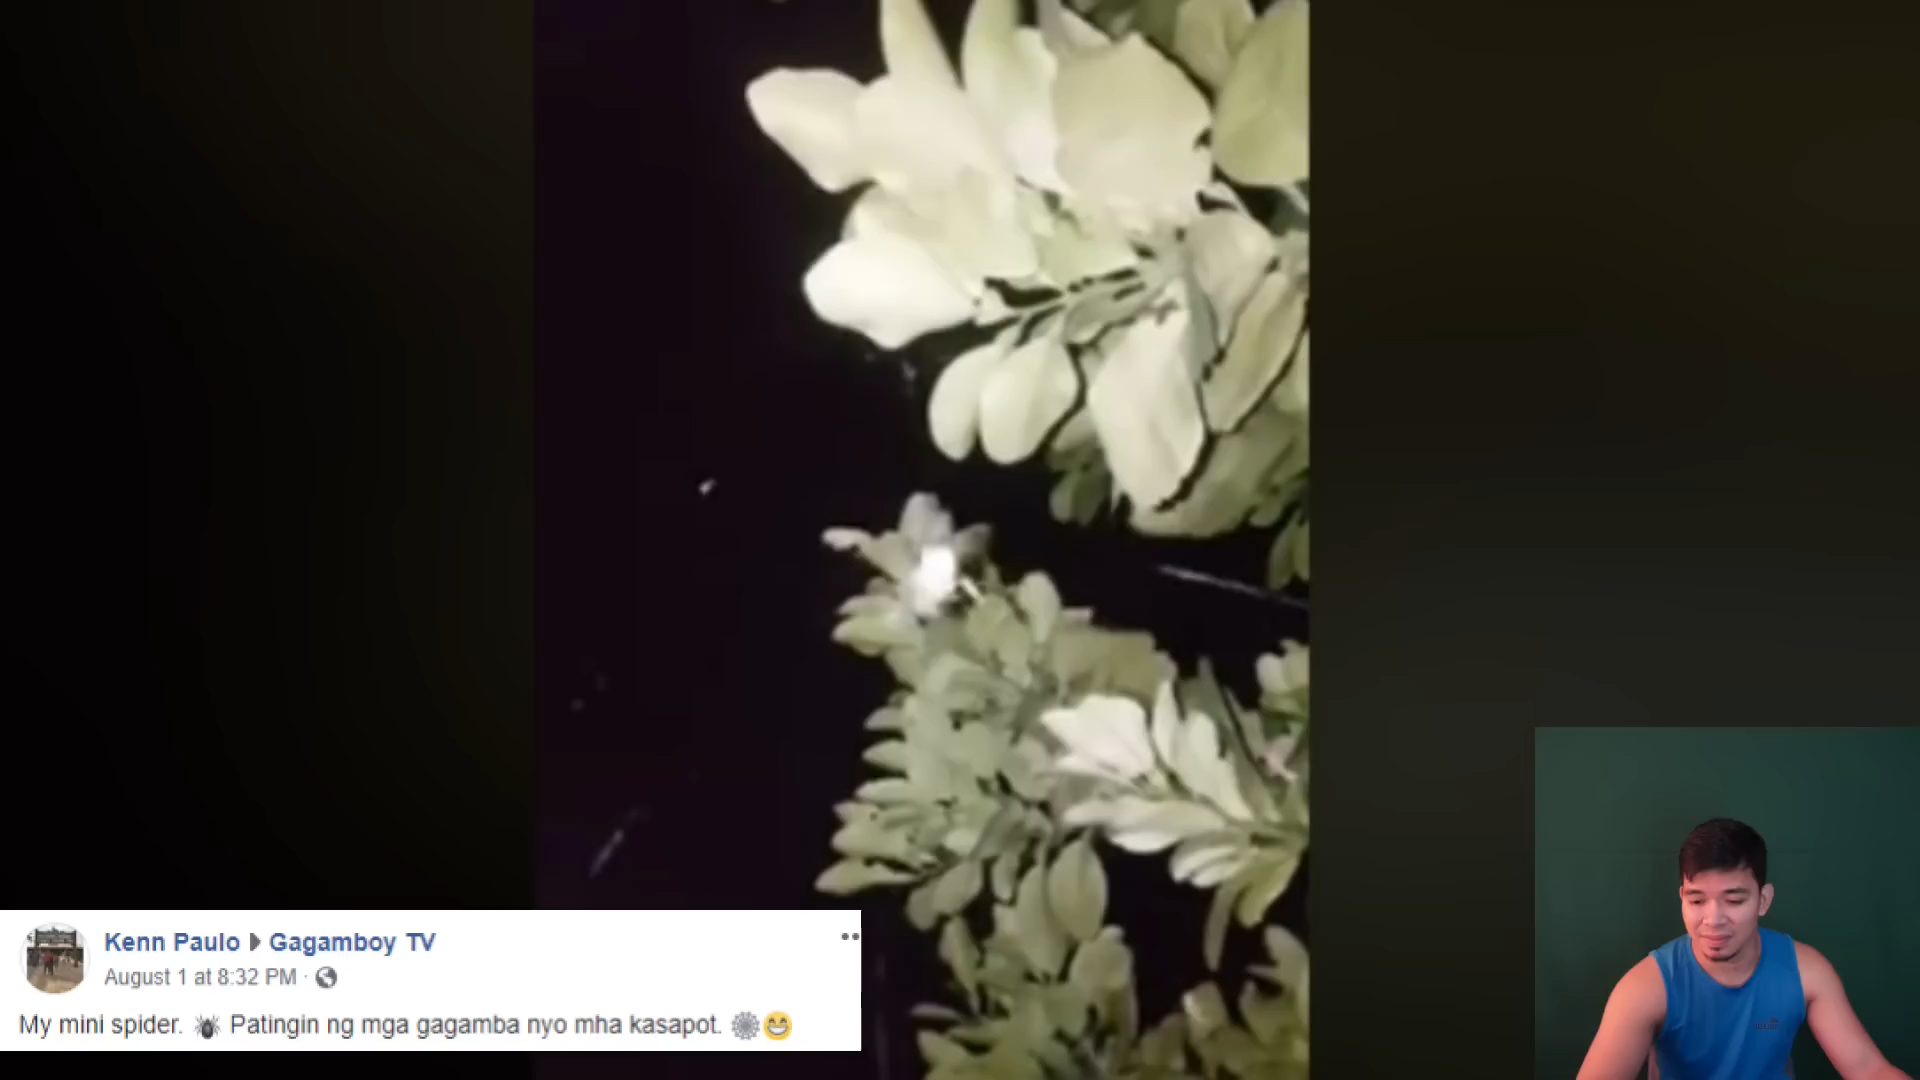 Kenn Paulo ▶ Gagamboy TV
August 1 at 8:32 PM ·
My mini spider. 🕷 Patingin ng mga gagamba nyo mha kasapot. 🕸😁